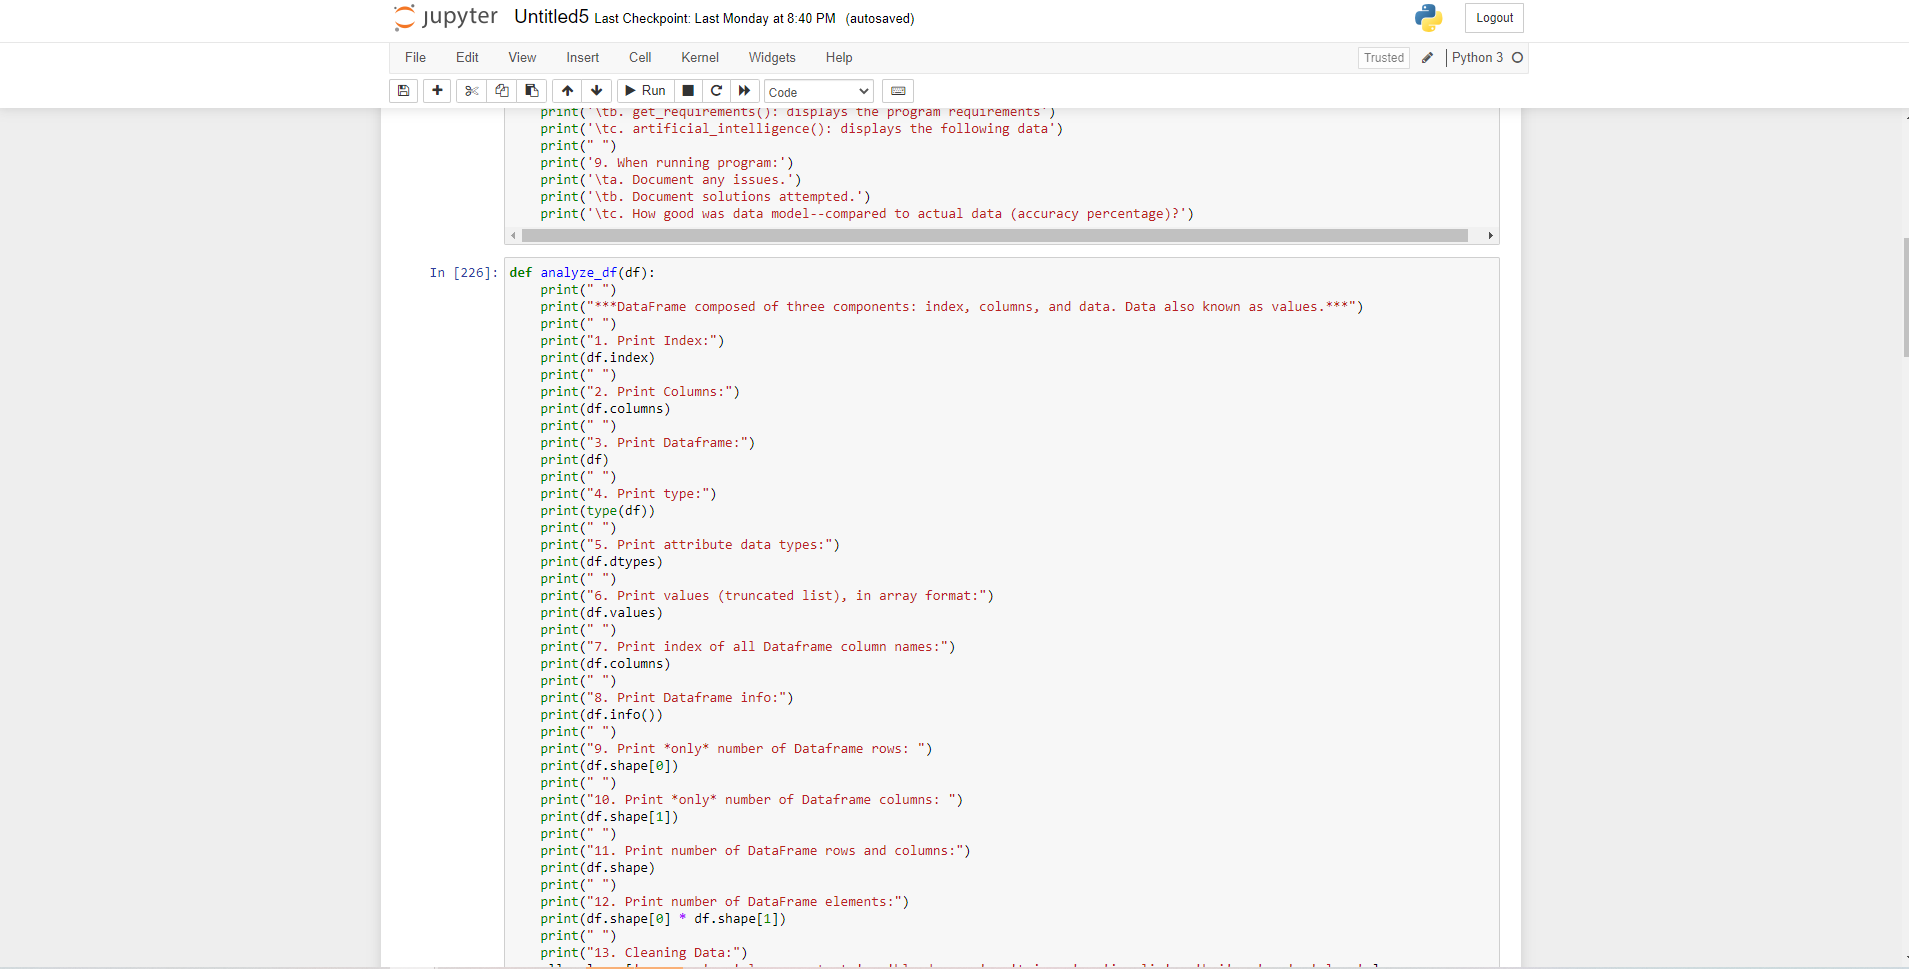 jupyter Untitled5 Last Checkpoint: Last Monday at 8:40 PM (autosaved) Logout
File Edit View Insert Cell Kernel Widgets Help Trusted Python 3
Run Code
print('\tb. get_requirements(): displays the program requirements')
print('\tc. artificial_intelligence(): displays the following data')
print(" ")
print('9. When running program:')
print('\ta. Document any issues.')
print('\tb. Document solutions attempted.')
print('\tc. How good was data model--compared to actual data (accuracy percentage)?')
In [226]: def analyze_df(df):
print(" ")
print("***DataFrame composed of three components: index, columns, and data. Data also known as values.***")
print(" ")
print("1. Print Index:")
print(df.index)
print(" ")
print("2. Print Columns:")
print(df.columns)
print(" ")
print("3. Print Dataframe:")
print(df)
print(" ")
print("4. Print type:")
print(type(df))
print(" ")
print("5. Print attribute data types:")
print(df.dtypes)
print(" ")
print("6. Print values (truncated list), in array format:")
print(df.values)
print(" ")
print("7. Print index of all Dataframe column names:")
print(df.columns)
print(" ")
print("8. Print Dataframe info:")
print(df.info())
print(" ")
print("9. Print *only* number of Dataframe rows: ")
print(df.shape[0])
print(" ")
print("10. Print *only* number of Dataframe columns: ")
print(df.shape[1])
print(" ")
print("11. Print number of DataFrame rows and columns:")
print(df.shape)
print(" ")
print("12. Print number of DataFrame elements:")
print(df.shape[0] * df.shape[1])
print(" ")
print("13. Cleaning Data:")